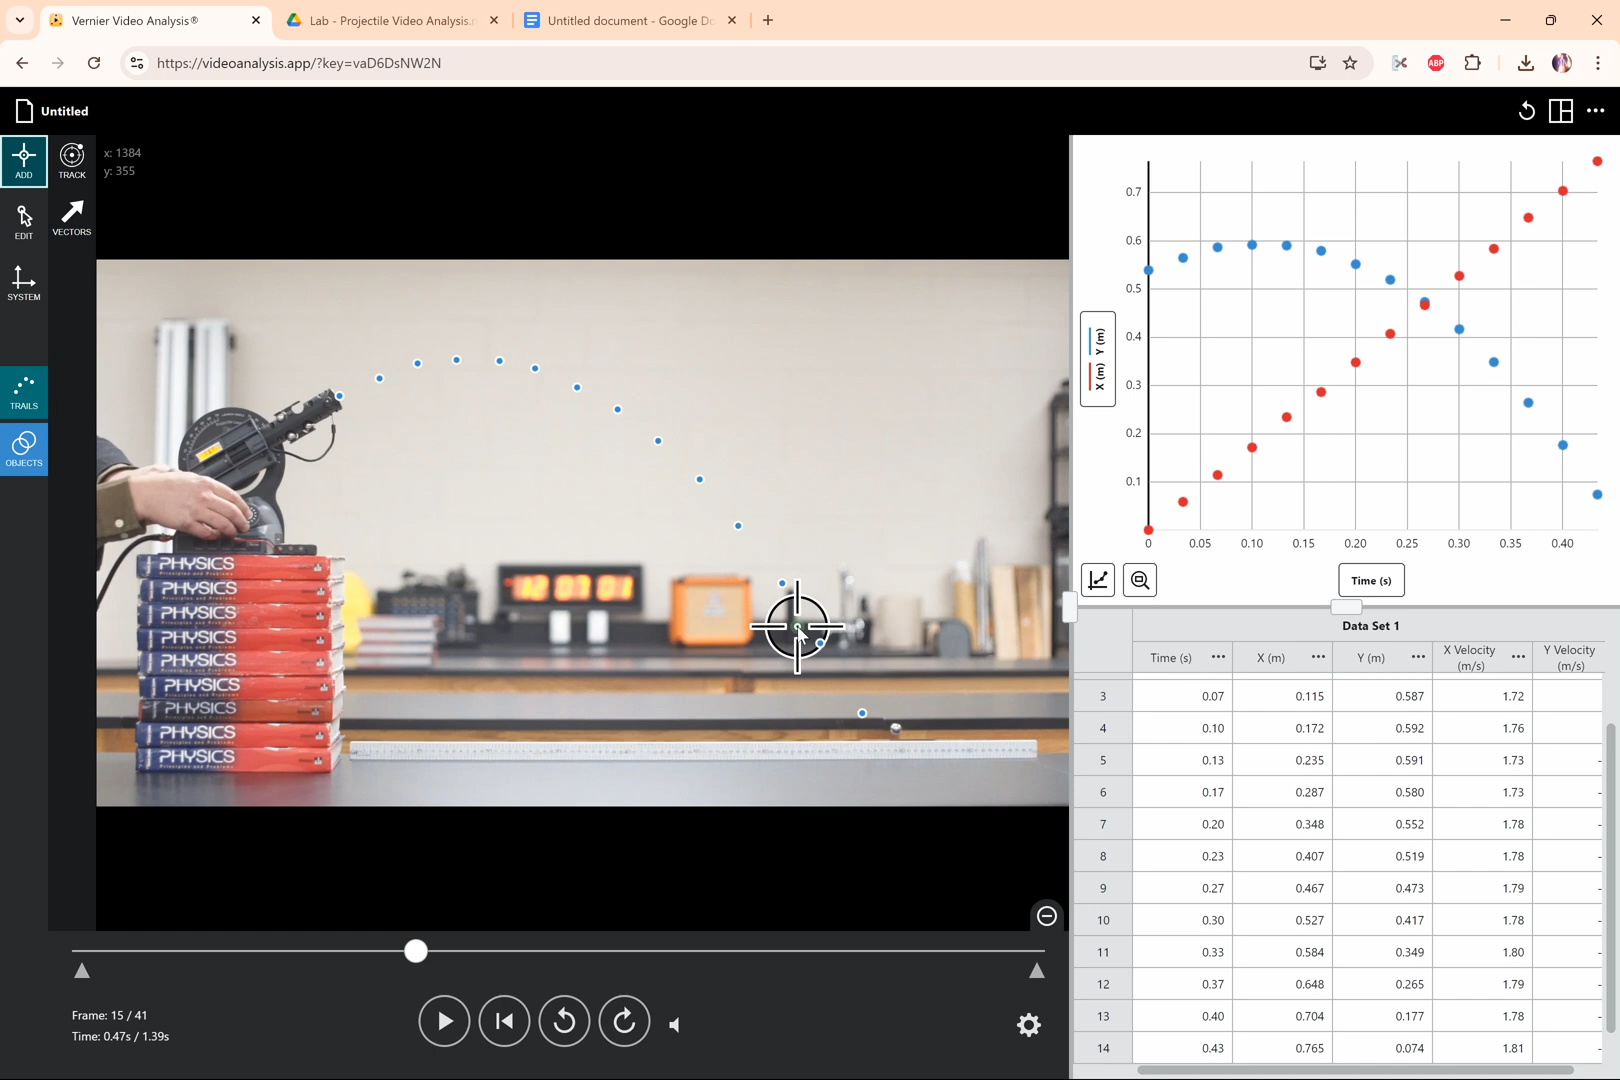 Vernier Video Analysis®
Lab - Projectile Video Analysis.n
Untitled document - Google Do
https://videoanalysis.app/?key=vaD6DsNW2N
ABP
Untitled
ADD
TRACK
x: 1384
y: 355
EDIT
VECTORS
SYSTEM
TRAILS
OBJECTS
12 07 01
PHYSICS
Principles and Problems
PHYSICS
PHYSICS
PHYSICS
PHYSICS
PHYSICS
PHYSICS
PHYSICS
PHYSICS
Frame: 15 / 41
Time: 0.47s / 1.39s
0.7
0.6
0.5
0.4
0.3
0.2
0.1
X (m) Y (m)
0 0.05 0.10 0.15 0.20 0.25 0.30 0.35 0.40
Time (s)
Data Set 1
Time (s) ••• X (m) ••• Y (m) ••• X Velocity (m/s) ••• Y Velocity (m/s)
3 0.07 0.115 0.587 1.72
4 0.10 0.172 0.592 1.76
5 0.13 0.235 0.591 1.73 -
6 0.17 0.287 0.580 1.73 -
7 0.20 0.348 0.552 1.78 -
8 0.23 0.407 0.519 1.78 -
9 0.27 0.467 0.473 1.79 -
10 0.30 0.527 0.417 1.78 -
11 0.33 0.584 0.349 1.80 -
12 0.37 0.648 0.265 1.79 -
13 0.40 0.704 0.177 1.78 -
14 0.43 0.765 0.074 1.81 -